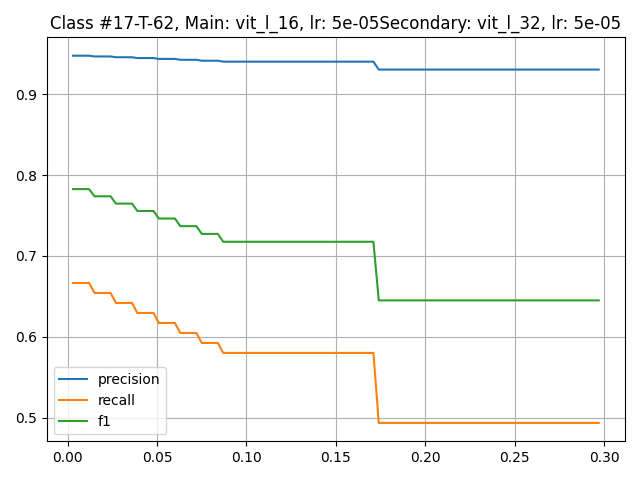 Class #17-T-62, Main: vit_l_16, lr: 5e-05Secondary: vit_l_32, lr: 5e-05
0.9
0.8
0.7
0.6
0.5
precision
recall
f1
0.00 0.05 0.10 0.15 0.20 0.25 0.30